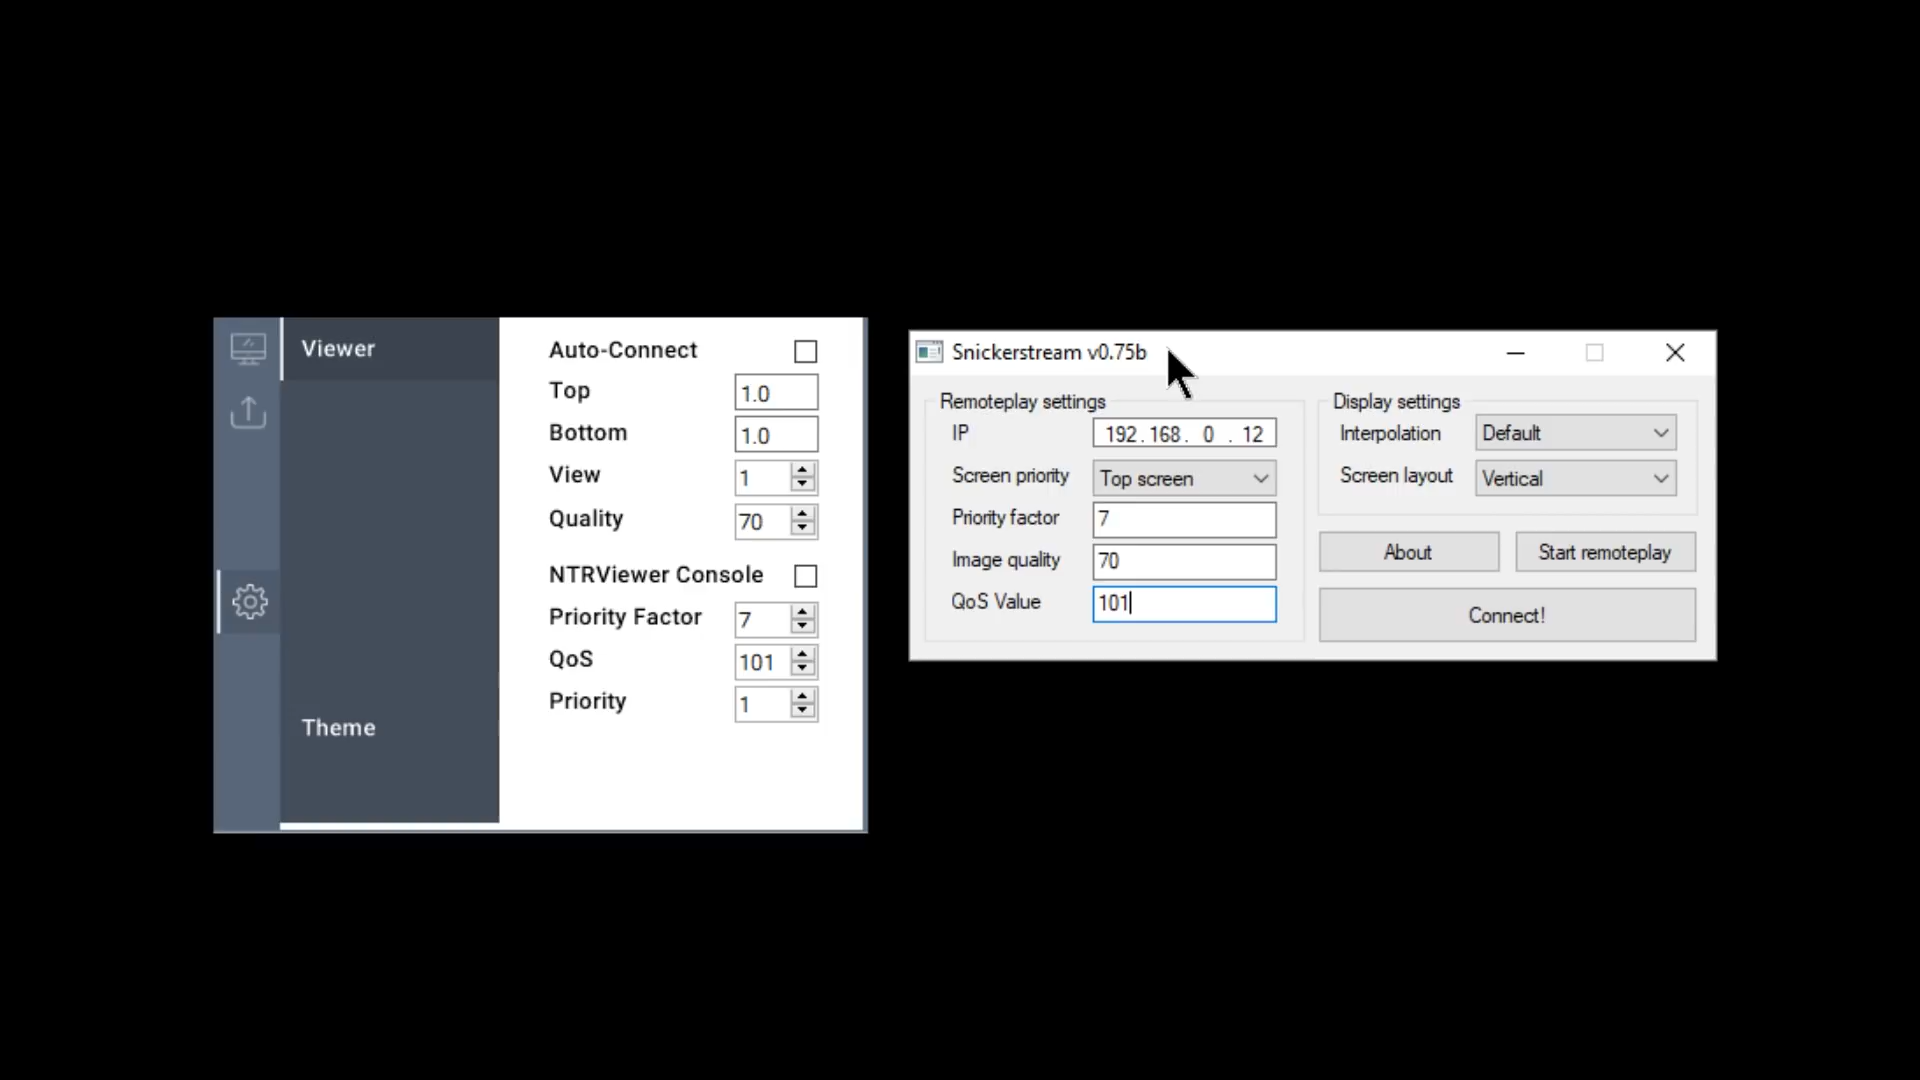 Viewer
Theme
Auto-Connect
Top 1.0
Bottom 1.0
View 1
Quality 70
NTRViewer Console
Priority Factor 7
QoS 101
Priority 1
Snickerstream v0.75b
Remoteplay settings
IP 192.168. 0 . 12
Screen priority Top screen
Priority factor 7
Image quality 70
QoS Value 101
Display settings
Interpolation Default
Screen layout Vertical
About Start remoteplay
Connect!